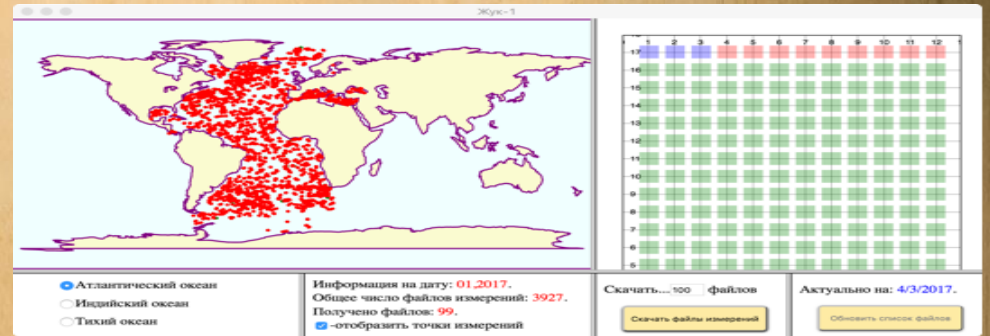 Жук-1
1 2 3 4 5 6 7 8 9 10 11 12 1
17
16
15
14
13
12
11
10
9
8
7
6
5
Атлантический океан
Индийский океан
Тихий океан
Информация на дату: 01,2017.
Общее число файлов измерений: 3927.
Получено файлов: 99.
-отобразить точки измерений
Скачать... 100 файлов
Скачать файлы измерений
Актуально на: 4/3/2017.
Обновить список файлов